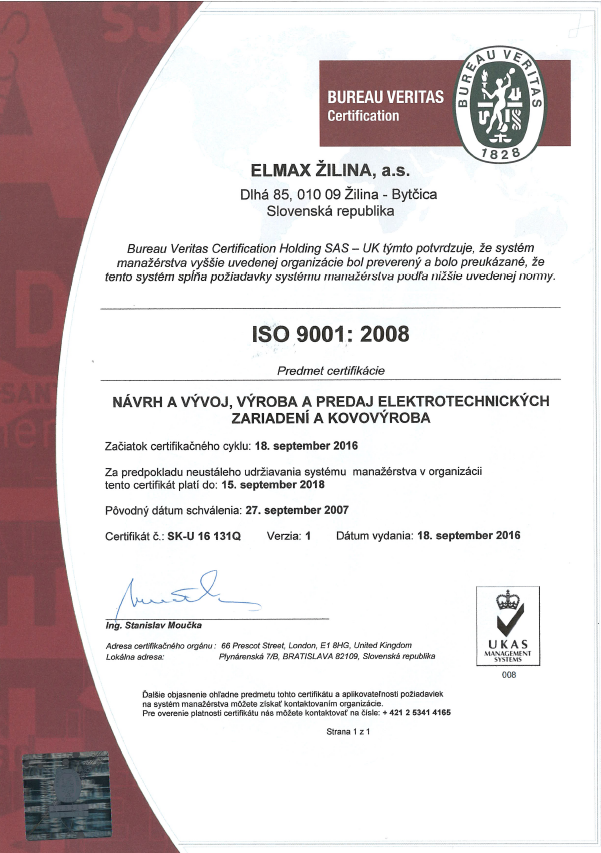 BUREAU VERITAS
Certification
BUREAU VERITAS
1828
ELMAX ŽILINA, a.s.
Dlhá 85, 010 09 Žilina - Bytčica
Slovenská republika
Bureau Veritas Certification Holding SAS – UK týmto potvrdzuje, že systém
manažérstva vyššie uvedenej organizácie bol preverený a bolo preukázané, že
tento systém spĺňa požiadavky systému manažérstva podľa nižšie uvedenej normy.
ISO 9001: 2008
Predmet certifikácie
NÁVRH A VÝVOJ, VÝROBA A PREDAJ ELEKTROTECHNICKÝCH
ZARIADENÍ A KOVOVÝROBA
Začiatok certifikačného cyklu: 18. september 2016
Za predpokladu neustáleho udržiavania systému manažérstva v organizácii
tento certifikát platí do: 15. september 2018
Pôvodný dátum schválenia: 27. september 2007
Certifikát č.: SK-U 16 131Q Verzia: 1 Dátum vydania: 18. september 2016
Ing. Stanislav Moučka
Adresa certifikačného orgánu : 66 Prescot Street, London, E1 8HG, United Kingdom
Lokálna adresa: Plynárenská 7/B, BRATISLAVA 82109, Slovenská republika
UKAS
MANAGEMENT
SYSTEMS
008
Ďalšie objasnenie ohľadne predmetu tohto certifikátu a aplikovateľnosti požiadaviek
na systém manažérstva môžete získať kontaktovaním organizácie.
Pre overenie platnosti certifikátu nás môžete kontaktovať na čísle: + 421 2 5341 4165
Strana 1 z 1